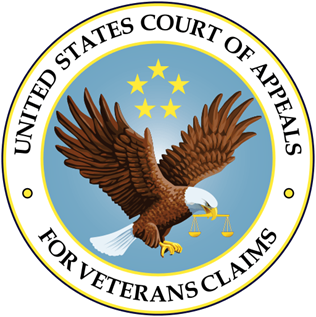 UNITED STATES COURT OF APPEALS
FOR VETERANS CLAIMS